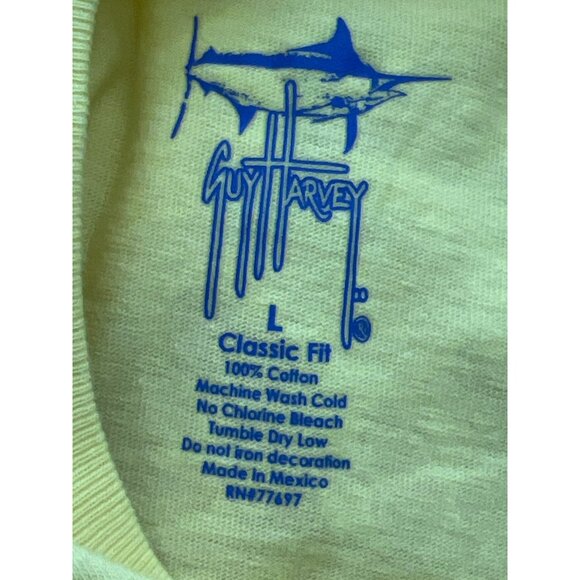 GUY HARVEY
®
L
Classic Fit
100% Cotton
Machine Wash Cold
No Chlorine Bleach
Tumble Dry Low
Do not iron decoration
Made In Mexico
RN#77697